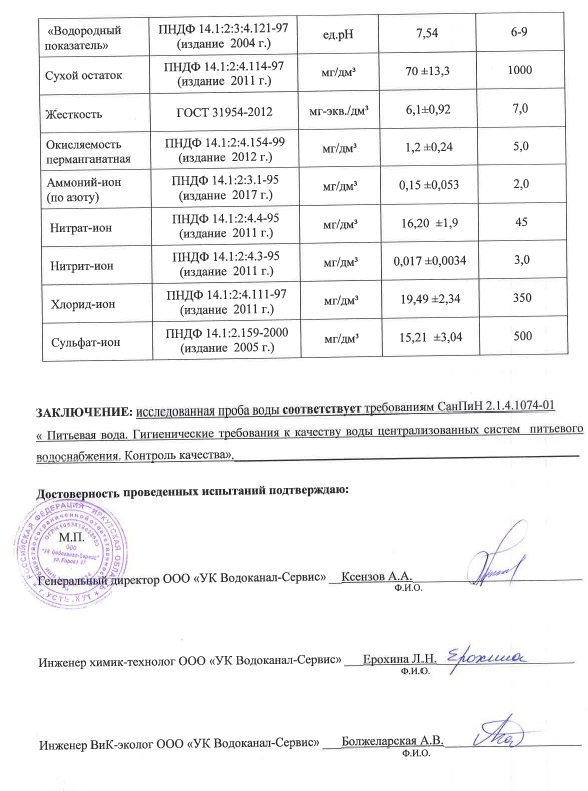 «Водородный показатель» ПНДФ 14.1:2:3:4.121-97 (издание 2004 г.) ед.pH 7,54 6-9
Сухой остаток ПНДФ 14.1:2:4.114-97 (издание 2011 г.) мг/дм³ 70 ±13,3 1000
Жесткость ГОСТ 31954-2012 мг-экв./дм³ 6,1±0,92 7,0
Окисляемость перманганатная ПНДФ 14.1:2:4.154-99 (издание 2012 г.) мг/дм³ 1,2 ±0,24 5,0
Аммоний-ион (по азоту) ПНДФ 14.1:2:3.1-95 (издание 2017 г.) мг/дм³ 0,15 ±0,053 2,0
Нитрат-ион ПНДФ 14.1:2:4.4-95 (издание 2011 г.) мг/дм³ 16,20 ±1,9 45
Нитрит-ион ПНДФ 14.1:2:4.3-95 (издание 2011 г.) мг/дм³ 0,017 ±0,0034 3,0
Хлорид-ион ПНДФ 14.1:2:4.111-97 (издание 2011 г.) мг/дм³ 19,49 ±2,34 350
Сульфат-ион ПНДФ 14.1:2.159-2000 (издание 2005 г.) мг/дм³ 15,21 ±3,04 500
ЗАКЛЮЧЕНИЕ: исследованная проба воды соответствует требованиям СанПиН 2.1.4.1074-01
« Питьевая вода. Гигиенические требования к качеству воды централизованных систем питьевого
водоснабжения. Контроль качества».
Достоверность проведенных испытаний подтверждаю:
РОССИЙСКАЯ ФЕДЕРАЦИЯ ИРКУТСКАЯ ОБЛАСТЬ
М.П.
ООО
"УК Водоканал-Сервис"
ул. Кирова
г. УСТЬ-КУТ
Генеральный директор ООО «УК Водоканал-Сервис» Ксензов А.А.
Ф.И.О.
Инженер химик-технолог ООО «УК Водоканал-Сервис» Ерохина Л.Н. Ерохина
Ф.И.О.
Инженер ВиК-эколог ООО «УК Водоканал-Сервис» Болжеларская А.В.
Ф.И.О.